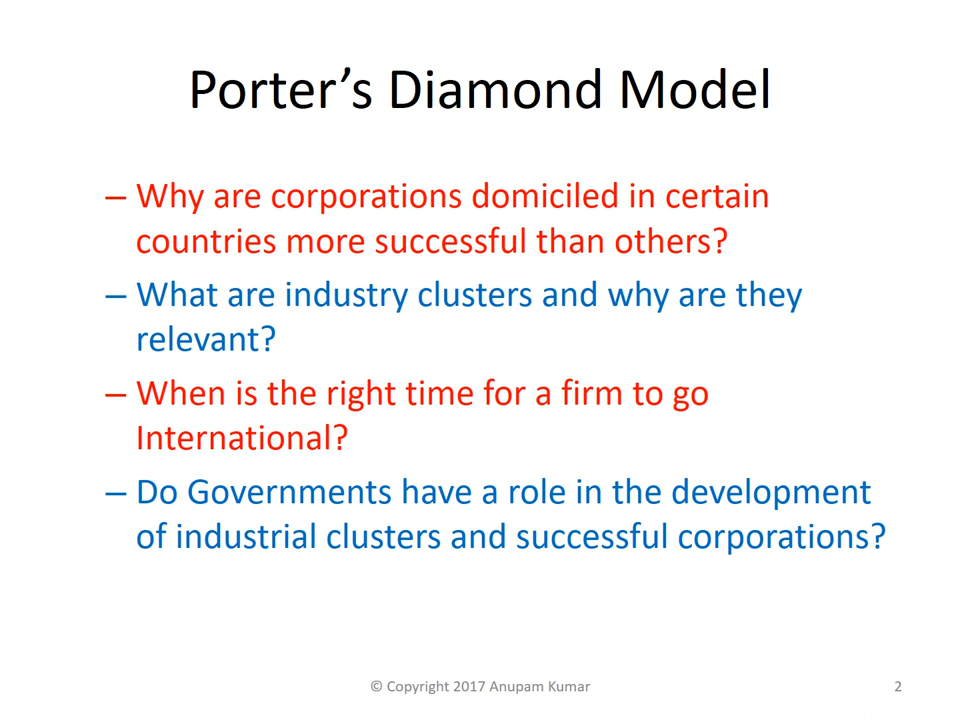 Porter’s Diamond Model
– Why are corporations domiciled in certain
countries more successful than others?
– What are industry clusters and why are they
relevant?
– When is the right time for a firm to go
International?
– Do Governments have a role in the development
of industrial clusters and successful corporations?
© Copyright 2017 Anupam Kumar
2